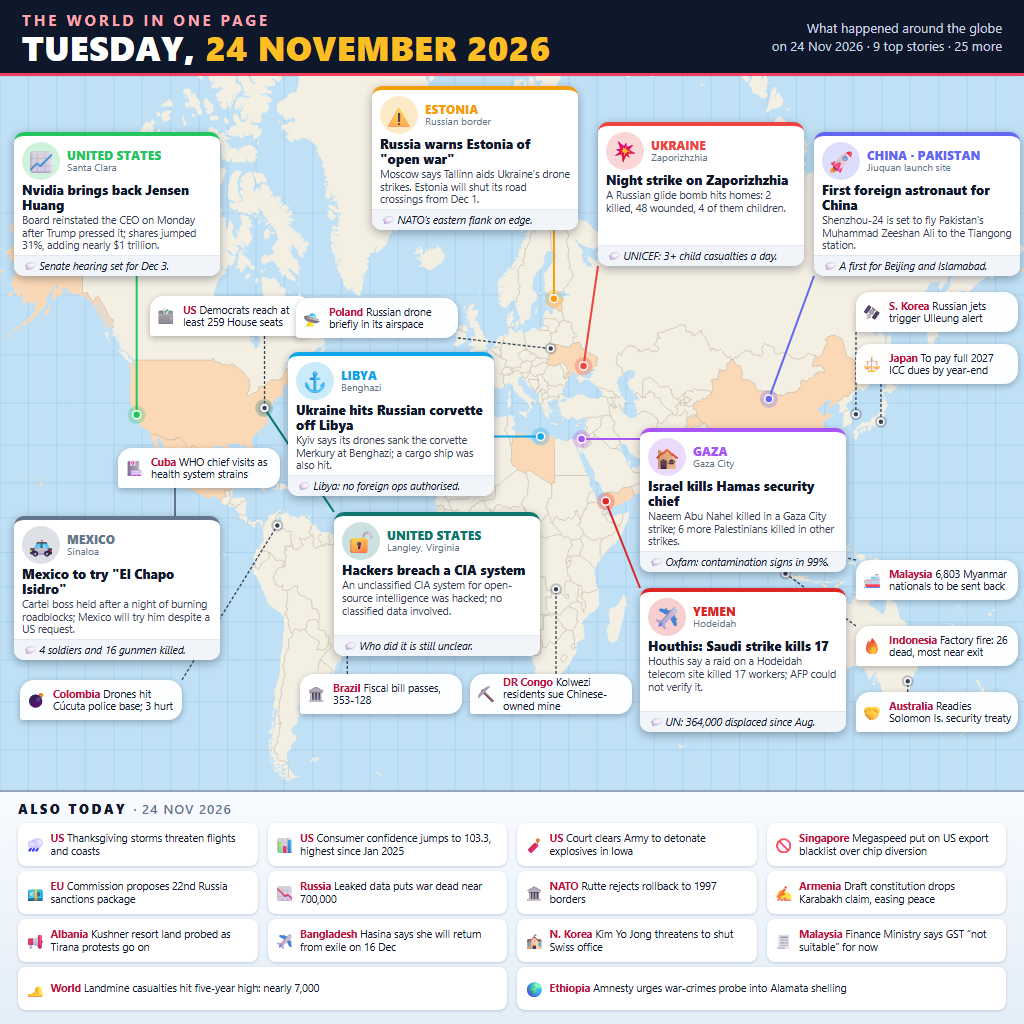 THE WORLD IN ONE PAGE
TUESDAY, 24 NOVEMBER 2026
What happened around the globe
on 24 Nov 2026 · 9 top stories · 25 more
ESTONIA
Russian border
Russia warns Estonia of
"open war"
Moscow says Tallinn aids Ukraine's drone
strikes. Estonia will shut its road
crossings from Dec 1.
NATO's eastern flank on edge.
UKRAINE
Zaporizhzhia
Night strike on Zaporizhzhia
A Russian glide bomb hits homes: 2
killed, 48 wounded, 4 of them children.
UNICEF: 3+ child casualties a day.
UNITED STATES
Santa Clara
Nvidia brings back Jensen
Huang
Board reinstated the CEO on Monday
after Trump pressed it; shares jumped
31%, adding nearly $1 trillion.
Senate hearing set for Dec 3.
CHINA · PAKISTAN
Jiuquan launch site
First foreign astronaut for
China
Shenzhou-24 is set to fly Pakistan's
Muhammad Zeeshan Ali to the Tiangong
station.
A first for Beijing and Islamabad.
US Democrats reach at
least 259 House seats
Poland Russian drone
briefly in its airspace
S. Korea Russian jets
trigger Ulleung alert
Japan To pay full 2027
ICC dues by year-end
LIBYA
Benghazi
Ukraine hits Russian corvette
off Libya
Kyiv says its drones sank the corvette
Merkury at Benghazi; a cargo ship was
also hit.
Libya: no foreign ops authorised.
Cuba WHO chief visits as
health system strains
GAZA
Gaza City
Israel kills Hamas security
chief
Naeem Abu Nahel killed in a Gaza City
strike; 6 more Palestinians killed in other
strikes.
Oxfam: contamination signs in 99%.
MEXICO
Sinaloa
Mexico to try "El Chapo
Isidro"
Cartel boss held after a night of burning
roadblocks; Mexico will try him despite a
US request.
4 soldiers and 16 gunmen killed.
UNITED STATES
Langley, Virginia
Hackers breach a CIA system
An unclassified CIA system for open-
source intelligence was hacked; no
classified data involved.
Who did it is still unclear.
YEMEN
Hodeidah
Houthis: Saudi strike kills 17
Houthis say a raid on a Hodeidah
telecom site killed 17 workers; AFP could
not verify it.
UN: 364,000 displaced since Aug.
Malaysia 6,803 Myanmar
nationals to be sent back
Indonesia Factory fire: 26
dead, most near exit
Australia Readies
Solomon Is. security treaty
Colombia Drones hit
Cúcuta police base; 3 hurt
Brazil Fiscal bill passes,
353-128
DR Congo Kolwezi
residents sue Chinese-
owned mine
ALSO TODAY · 24 NOV 2026
US Thanksgiving storms threaten flights
and coasts
US Consumer confidence jumps to 103.3,
highest since Jan 2025
US Court clears Army to detonate
explosives in Iowa
Singapore Megaspeed put on US export
blacklist over chip diversion
EU Commission proposes 22nd Russia
sanctions package
Russia Leaked data puts war dead near
700,000
NATO Rutte rejects rollback to 1997
borders
Armenia Draft constitution drops
Karabakh claim, easing peace
Albania Kushner resort land probed as
Tirana protests go on
Bangladesh Hasina says she will return
from exile on 16 Dec
N. Korea Kim Yo Jong threatens to shut
Swiss office
Malaysia Finance Ministry says GST "not
suitable" for now
World Landmine casualties hit five-year high: nearly 7,000
Ethiopia Amnesty urges war-crimes probe into Alamata shelling